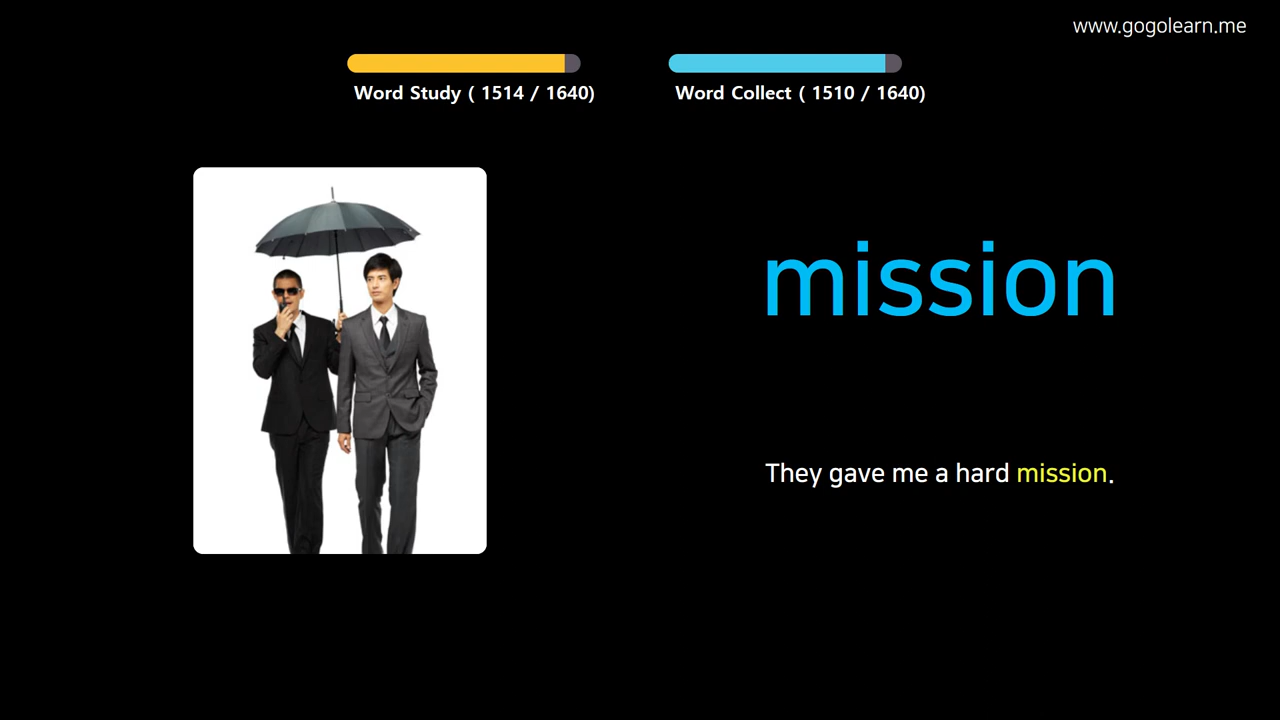 www.gogolearn.me
Word Study ( 1514 / 1640)
Word Collect ( 1510 / 1640)
mission
They gave me a hard mission.